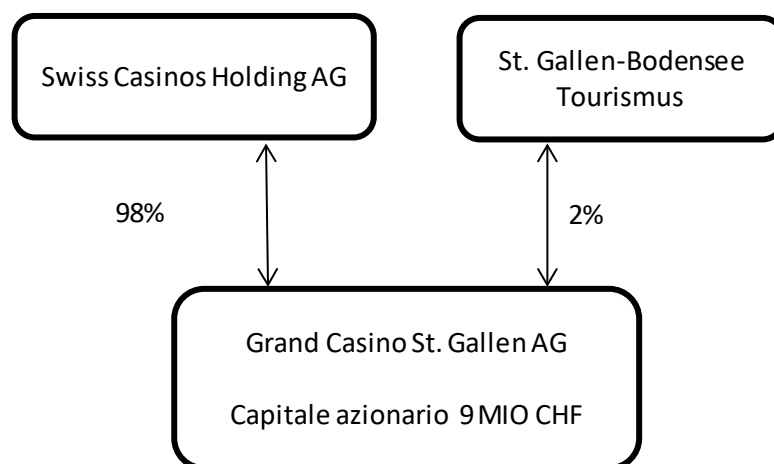 Swiss Casinos Holding AG
St. Gallen-Bodensee
Tourismus
98%
2%
Grand Casino St. Gallen AG
Capitale azionario 9 MIO CHF